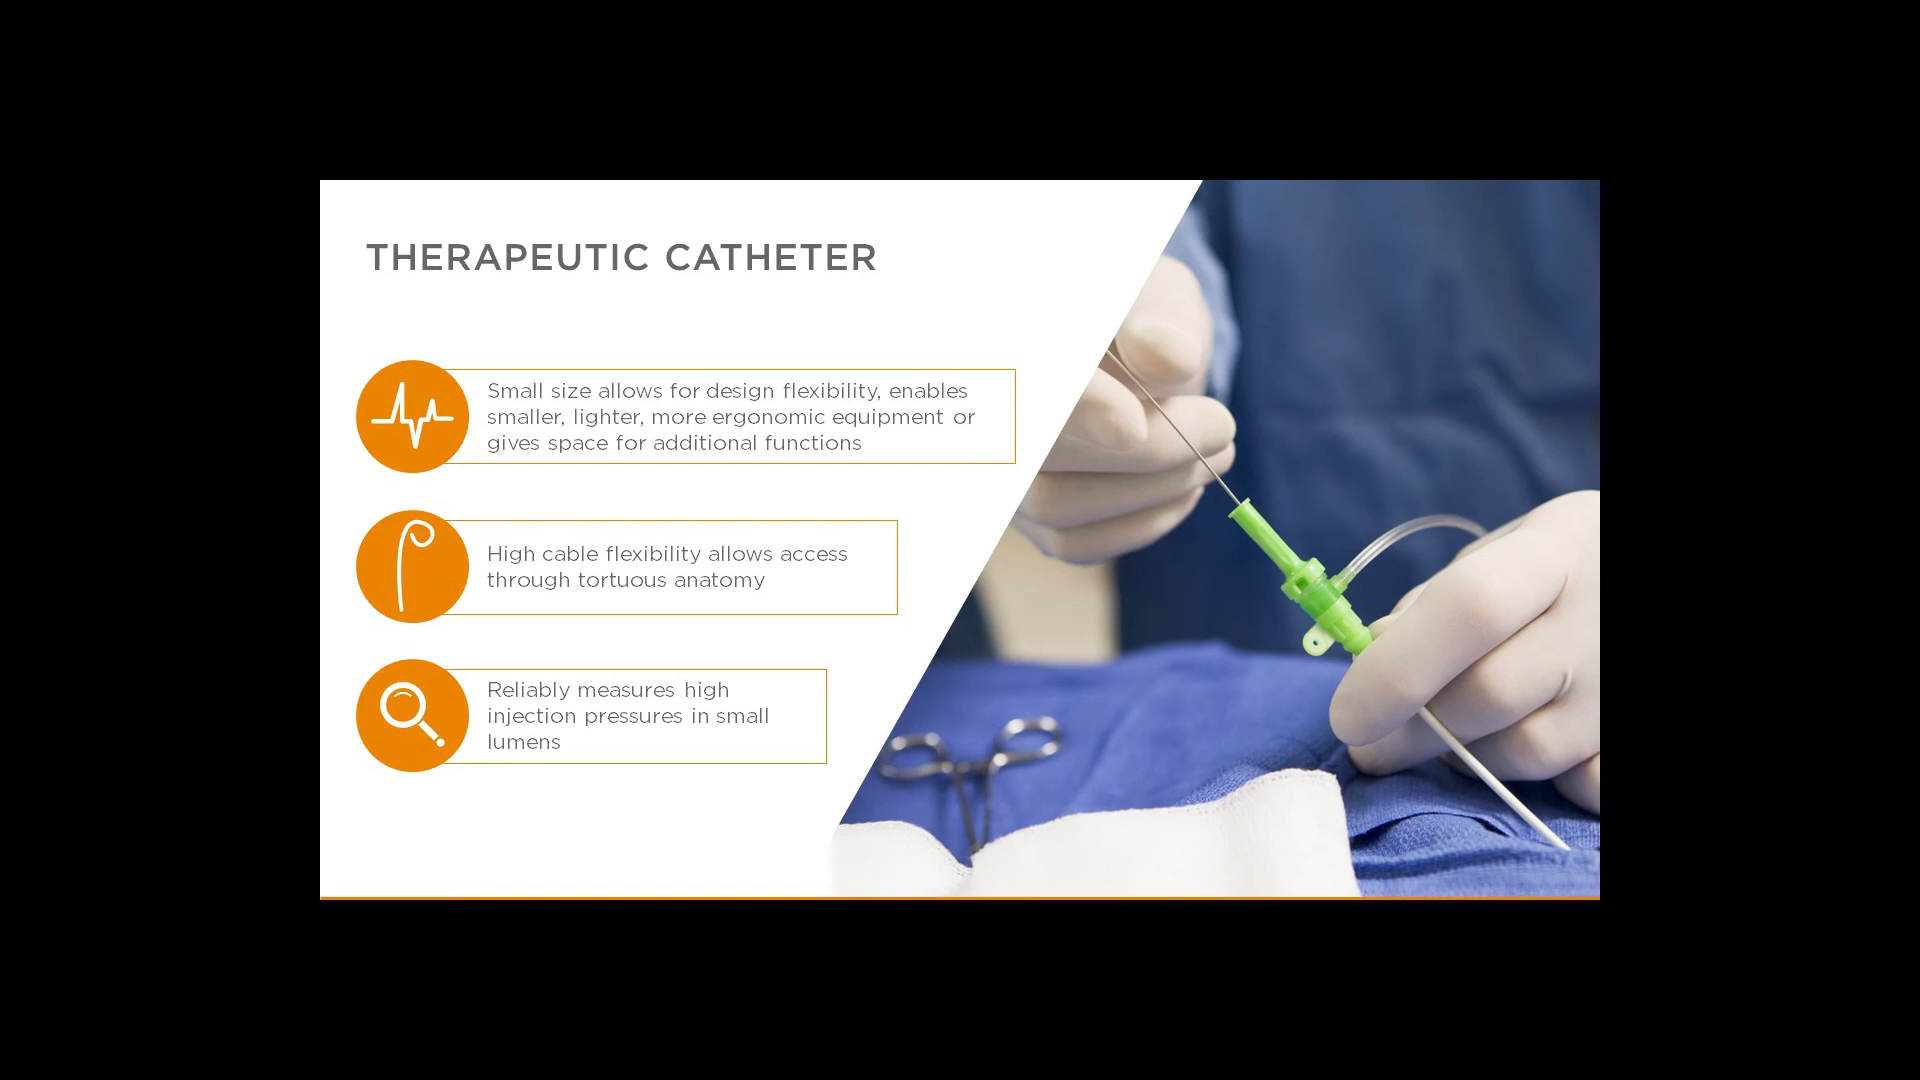 THERAPEUTIC CATHETER
Small size allows for design flexibility, enables
smaller, lighter, more ergonomic equipment or
gives space for additional functions
High cable flexibility allows access
through tortuous anatomy
Reliably measures high
injection pressures in small
lumens